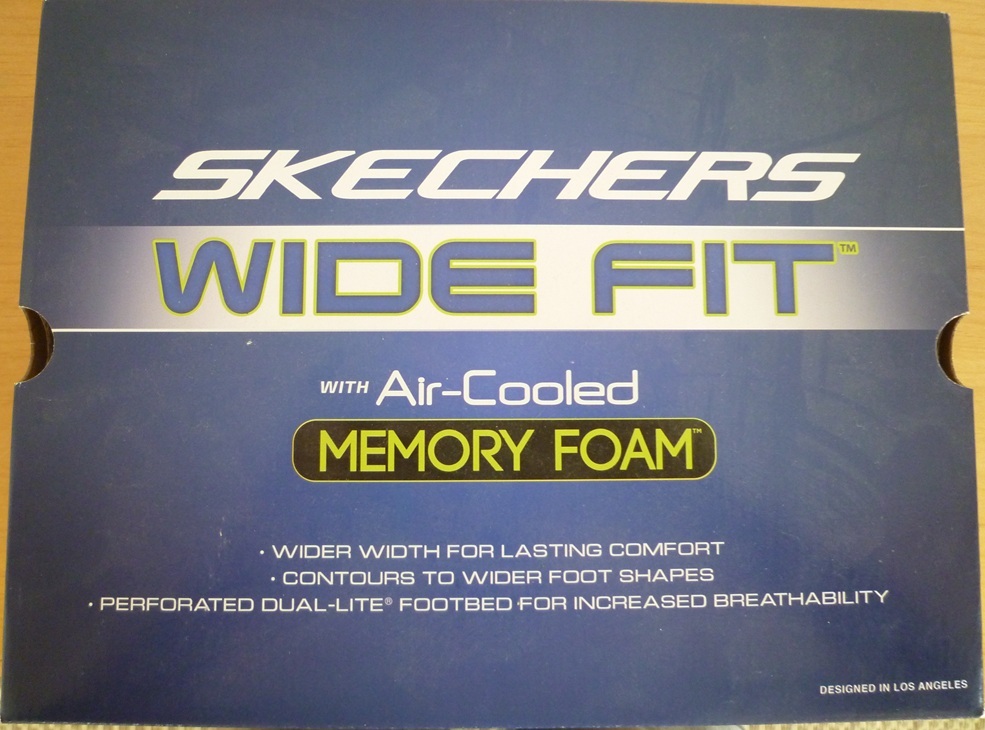 SKECHERS
WIDE FIT™
WITH Air-Cooled
MEMORY FOAM™
· WIDER WIDTH FOR LASTING COMFORT
· CONTOURS TO WIDER FOOT SHAPES
· PERFORATED DUAL-LITE® FOOTBED FOR INCREASED BREATHABILITY
DESIGNED IN LOS ANGELES